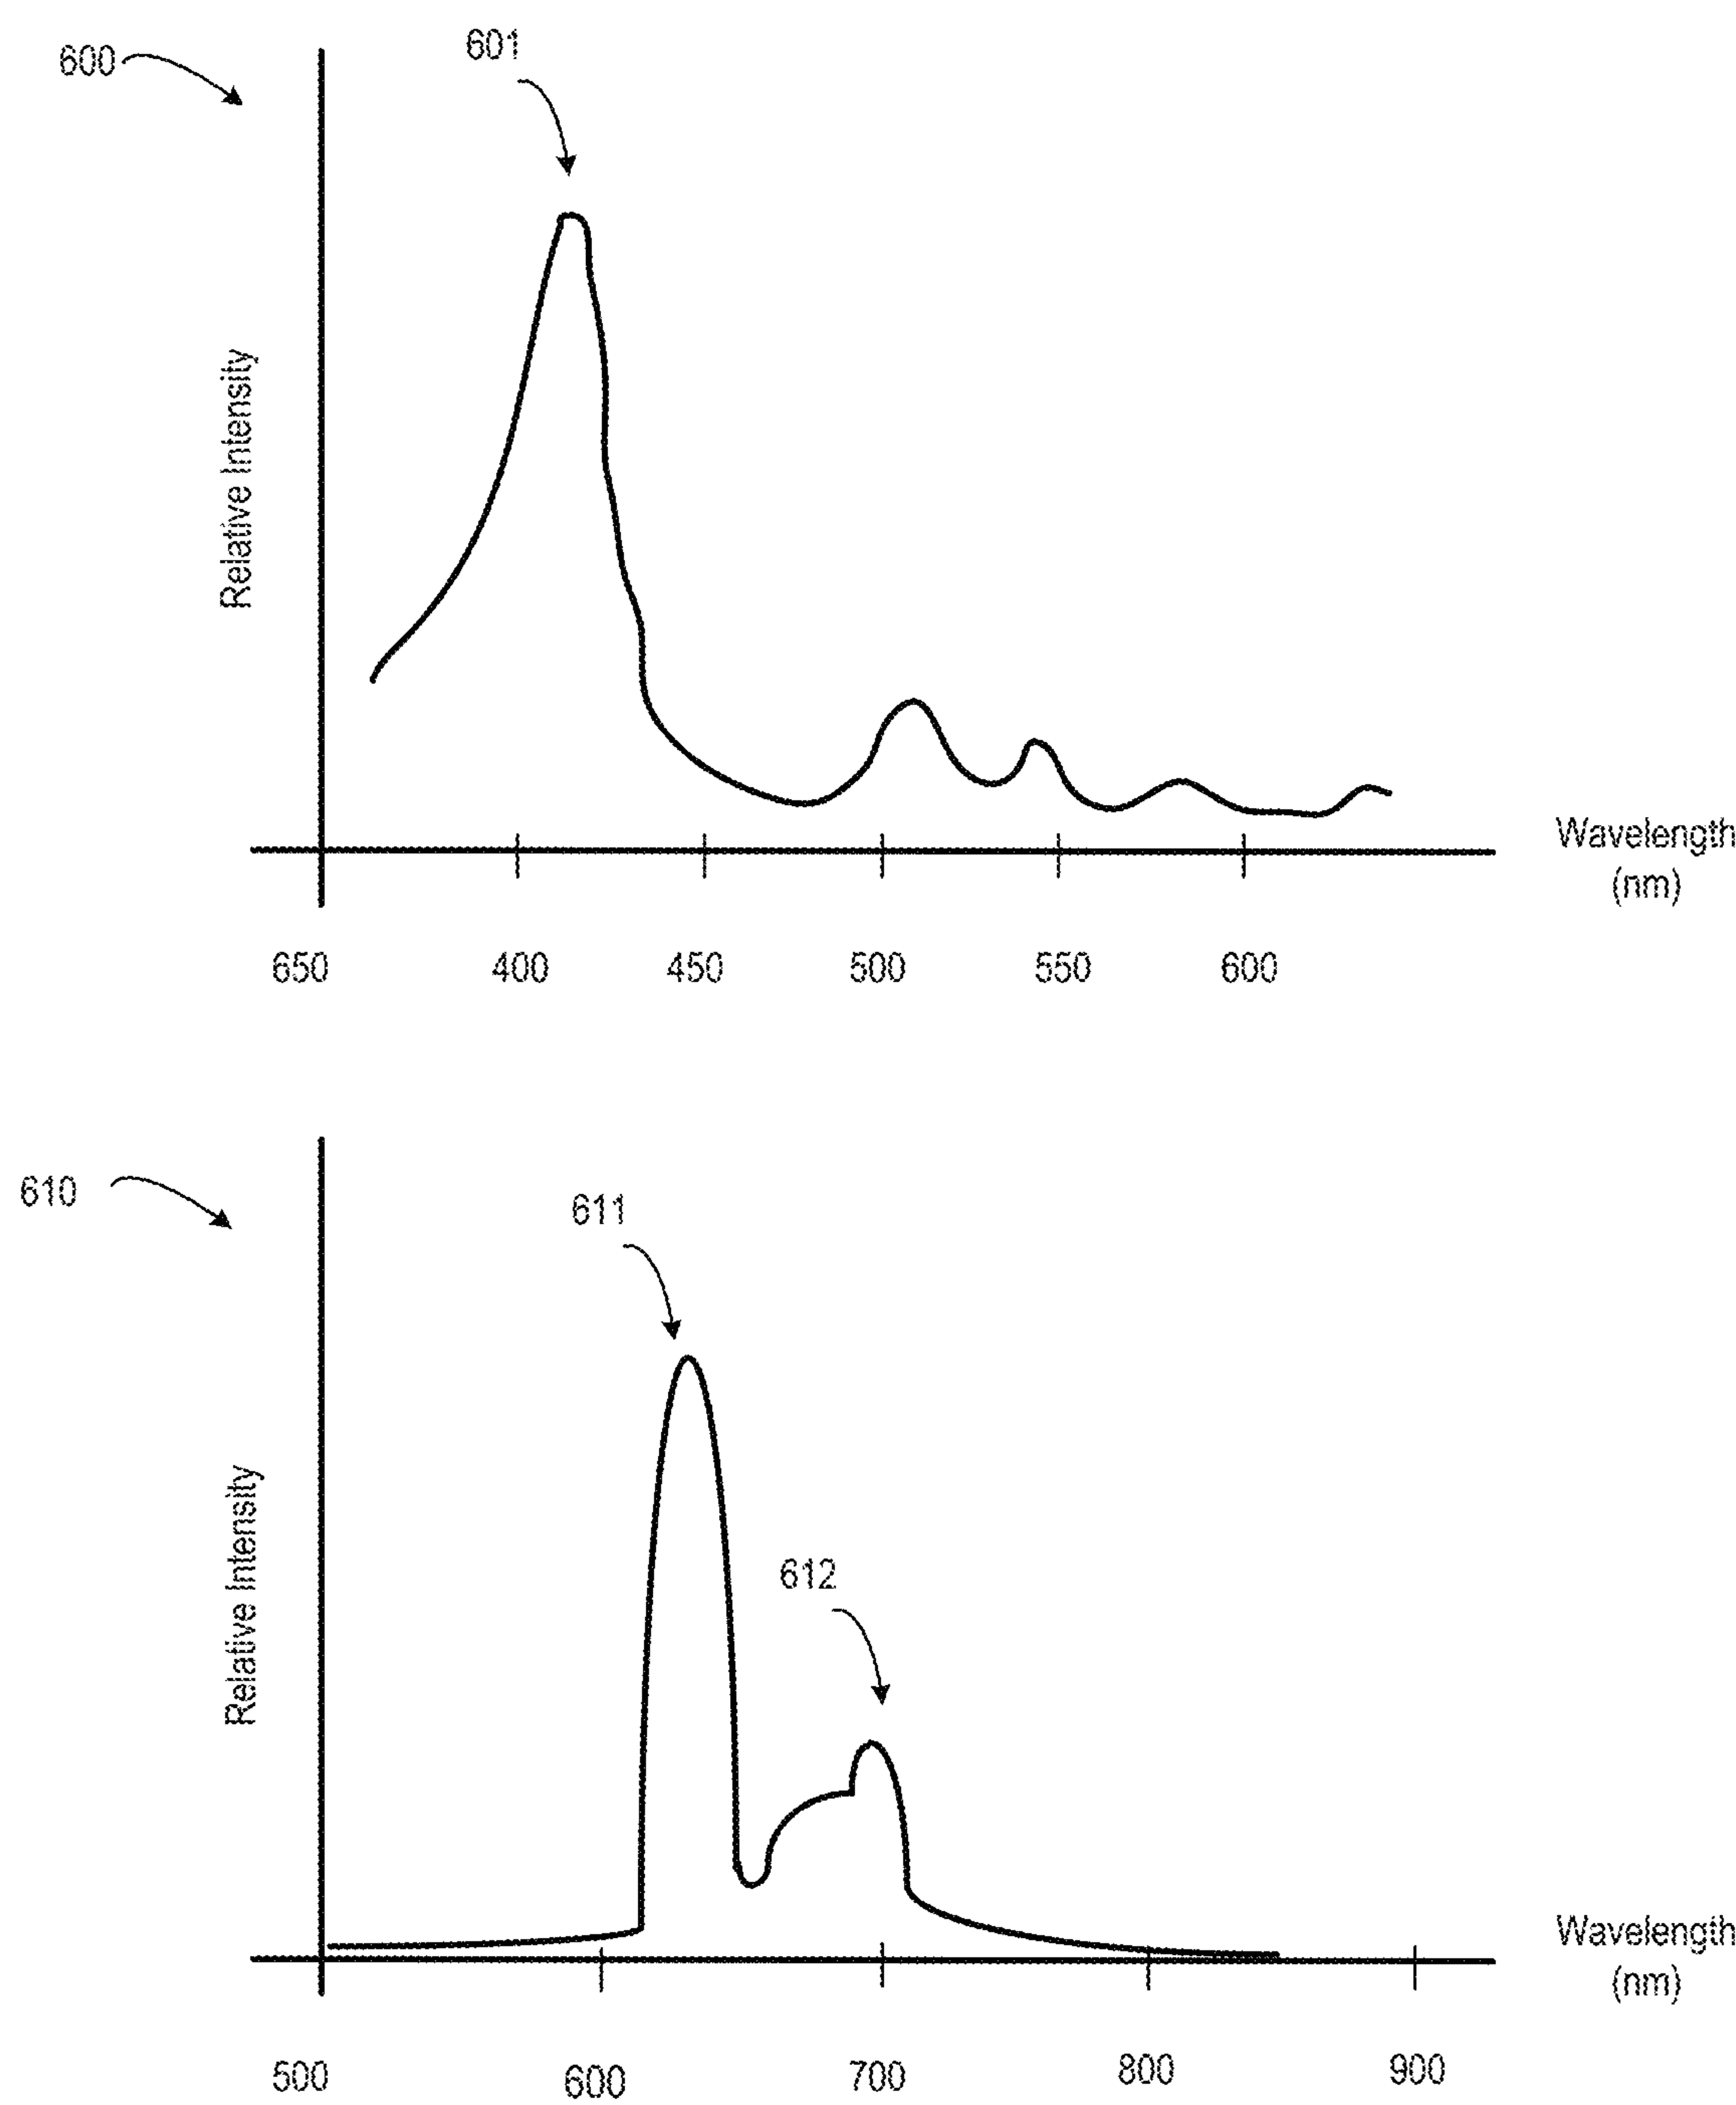 600
601
Relative Intensity
Wavelength
(nm)
650 400 450 500 550 600
610
611
612
Relative Intensity
Wavelength
(nm)
500 600 700 800 900